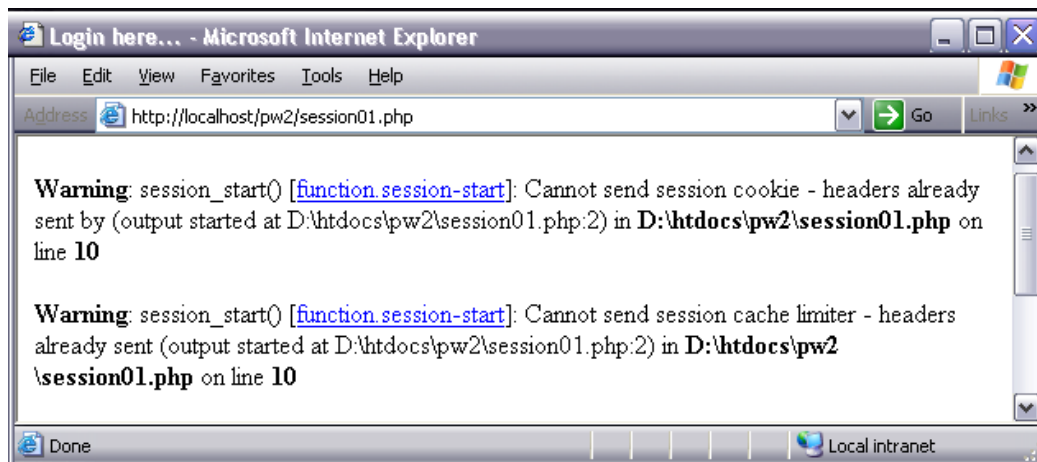 Login here... - Microsoft Internet Explorer
File Edit View Favorites Tools Help
Address http://localhost/pw2/session01.php Go Links »
Warning: session_start() [function.session-start]: Cannot send session cookie - headers already
sent by (output started at D:\htdocs\pw2\session01.php:2) in D:\htdocs\pw2\session01.php on
line 10
Warning: session_start() [function.session-start]: Cannot send session cache limiter - headers
already sent (output started at D:\htdocs\pw2\session01.php:2) in D:\htdocs\pw2
\session01.php on line 10
Done Local intranet